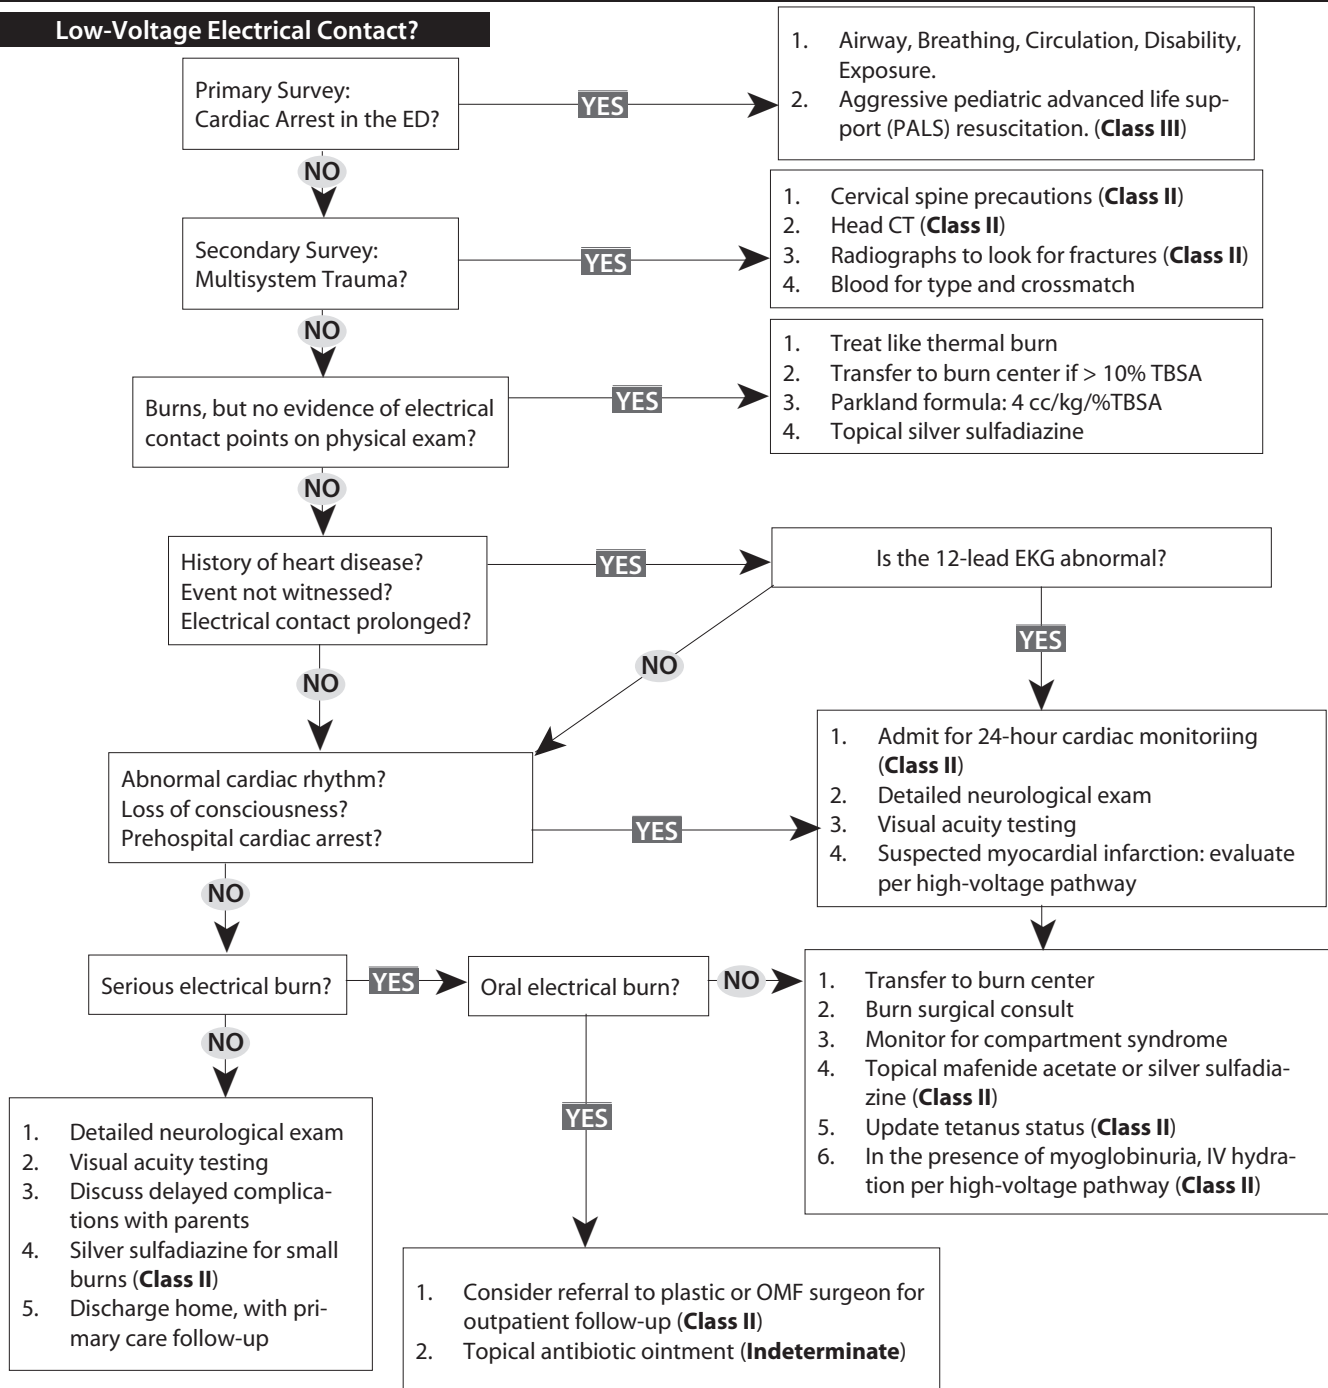 Low-Voltage Electrical Contact?
Primary Survey:
Cardiac Arrest in the ED?
YES
1. Airway, Breathing, Circulation, Disability,
Exposure.
2. Aggressive pediatric advanced life sup-
port (PALS) resuscitation. (Class III)
NO
Secondary Survey:
Multisystem Trauma?
YES
1. Cervical spine precautions (Class II)
2. Head CT (Class II)
3. Radiographs to look for fractures (Class II)
4. Blood for type and crossmatch
NO
Burns, but no evidence of electrical
contact points on physical exam?
YES
1. Treat like thermal burn
2. Transfer to burn center if > 10% TBSA
3. Parkland formula: 4 cc/kg/%TBSA
4. Topical silver sulfadiazine
NO
History of heart disease?
Event not witnessed?
Electrical contact prolonged?
YES
Is the 12-lead EKG abnormal?
NO
NO
YES
Abnormal cardiac rhythm?
Loss of consciousness?
Prehospital cardiac arrest?
YES
1. Admit for 24-hour cardiac monitoriing
(Class II)
2. Detailed neurological exam
3. Visual acuity testing
4. Suspected myocardial infarction: evaluate
per high-voltage pathway
NO
Serious electrical burn?
YES
Oral electrical burn?
NO
1. Transfer to burn center
2. Burn surgical consult
3. Monitor for compartment syndrome
4. Topical mafenide acetate or silver sulfadia-
zine (Class II)
5. Update tetanus status (Class II)
6. In the presence of myoglobinuria, IV hydra-
tion per high-voltage pathway (Class II)
NO
YES
1. Detailed neurological exam
2. Visual acuity testing
3. Discuss delayed complica-
tions with parents
4. Silver sulfadiazine for small
burns (Class II)
5. Discharge home, with pri-
mary care follow-up
1. Consider referral to plastic or OMF surgeon for
outpatient follow-up (Class II)
2. Topical antibiotic ointment (Indeterminate)